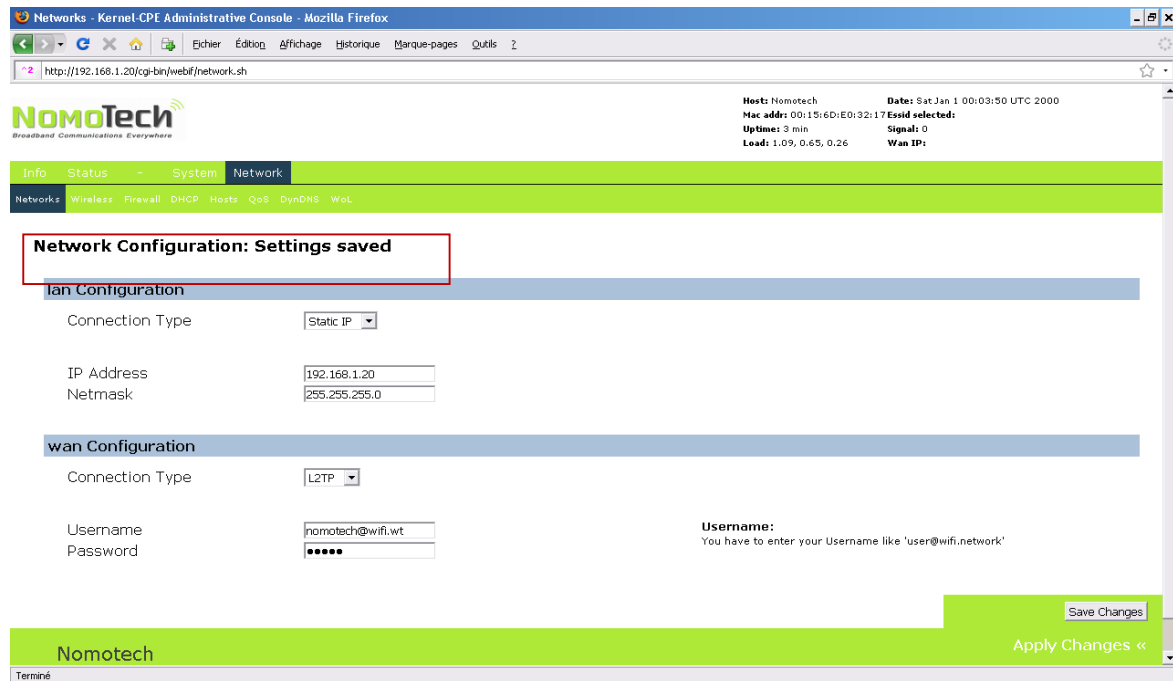 Networks - Kernel-CPE Administrative Console - Mozilla Firefox
Fichier Édition Affichage Historique Marque-pages Outils ?
^2 http://192.168.1.20/cgi-bin/webif/network.sh
NomoTech
Broadband Communications Everywhere
Host: Nomotech Date: Sat Jan 1 00:03:50 UTC 2000
Mac addr: 00:15:6D:E0:32:17 Essid selected:
Uptime: 3 min Signal: 0
Load: 1.09, 0.65, 0.26 Wan IP:
Info Status - System Network
Networks Wireless Firewall DHCP Hosts QoS DynDNS WoL
Network Configuration: Settings saved
lan Configuration
Connection Type Static IP
IP Address 192.168.1.20
Netmask 255.255.255.0
wan Configuration
Connection Type L2TP
Username nomotech@wifi.wt Username:
You have to enter your Username like 'user@wifi.network'
Password •••••
Save Changes
Apply Changes «
Nomotech
Terminé